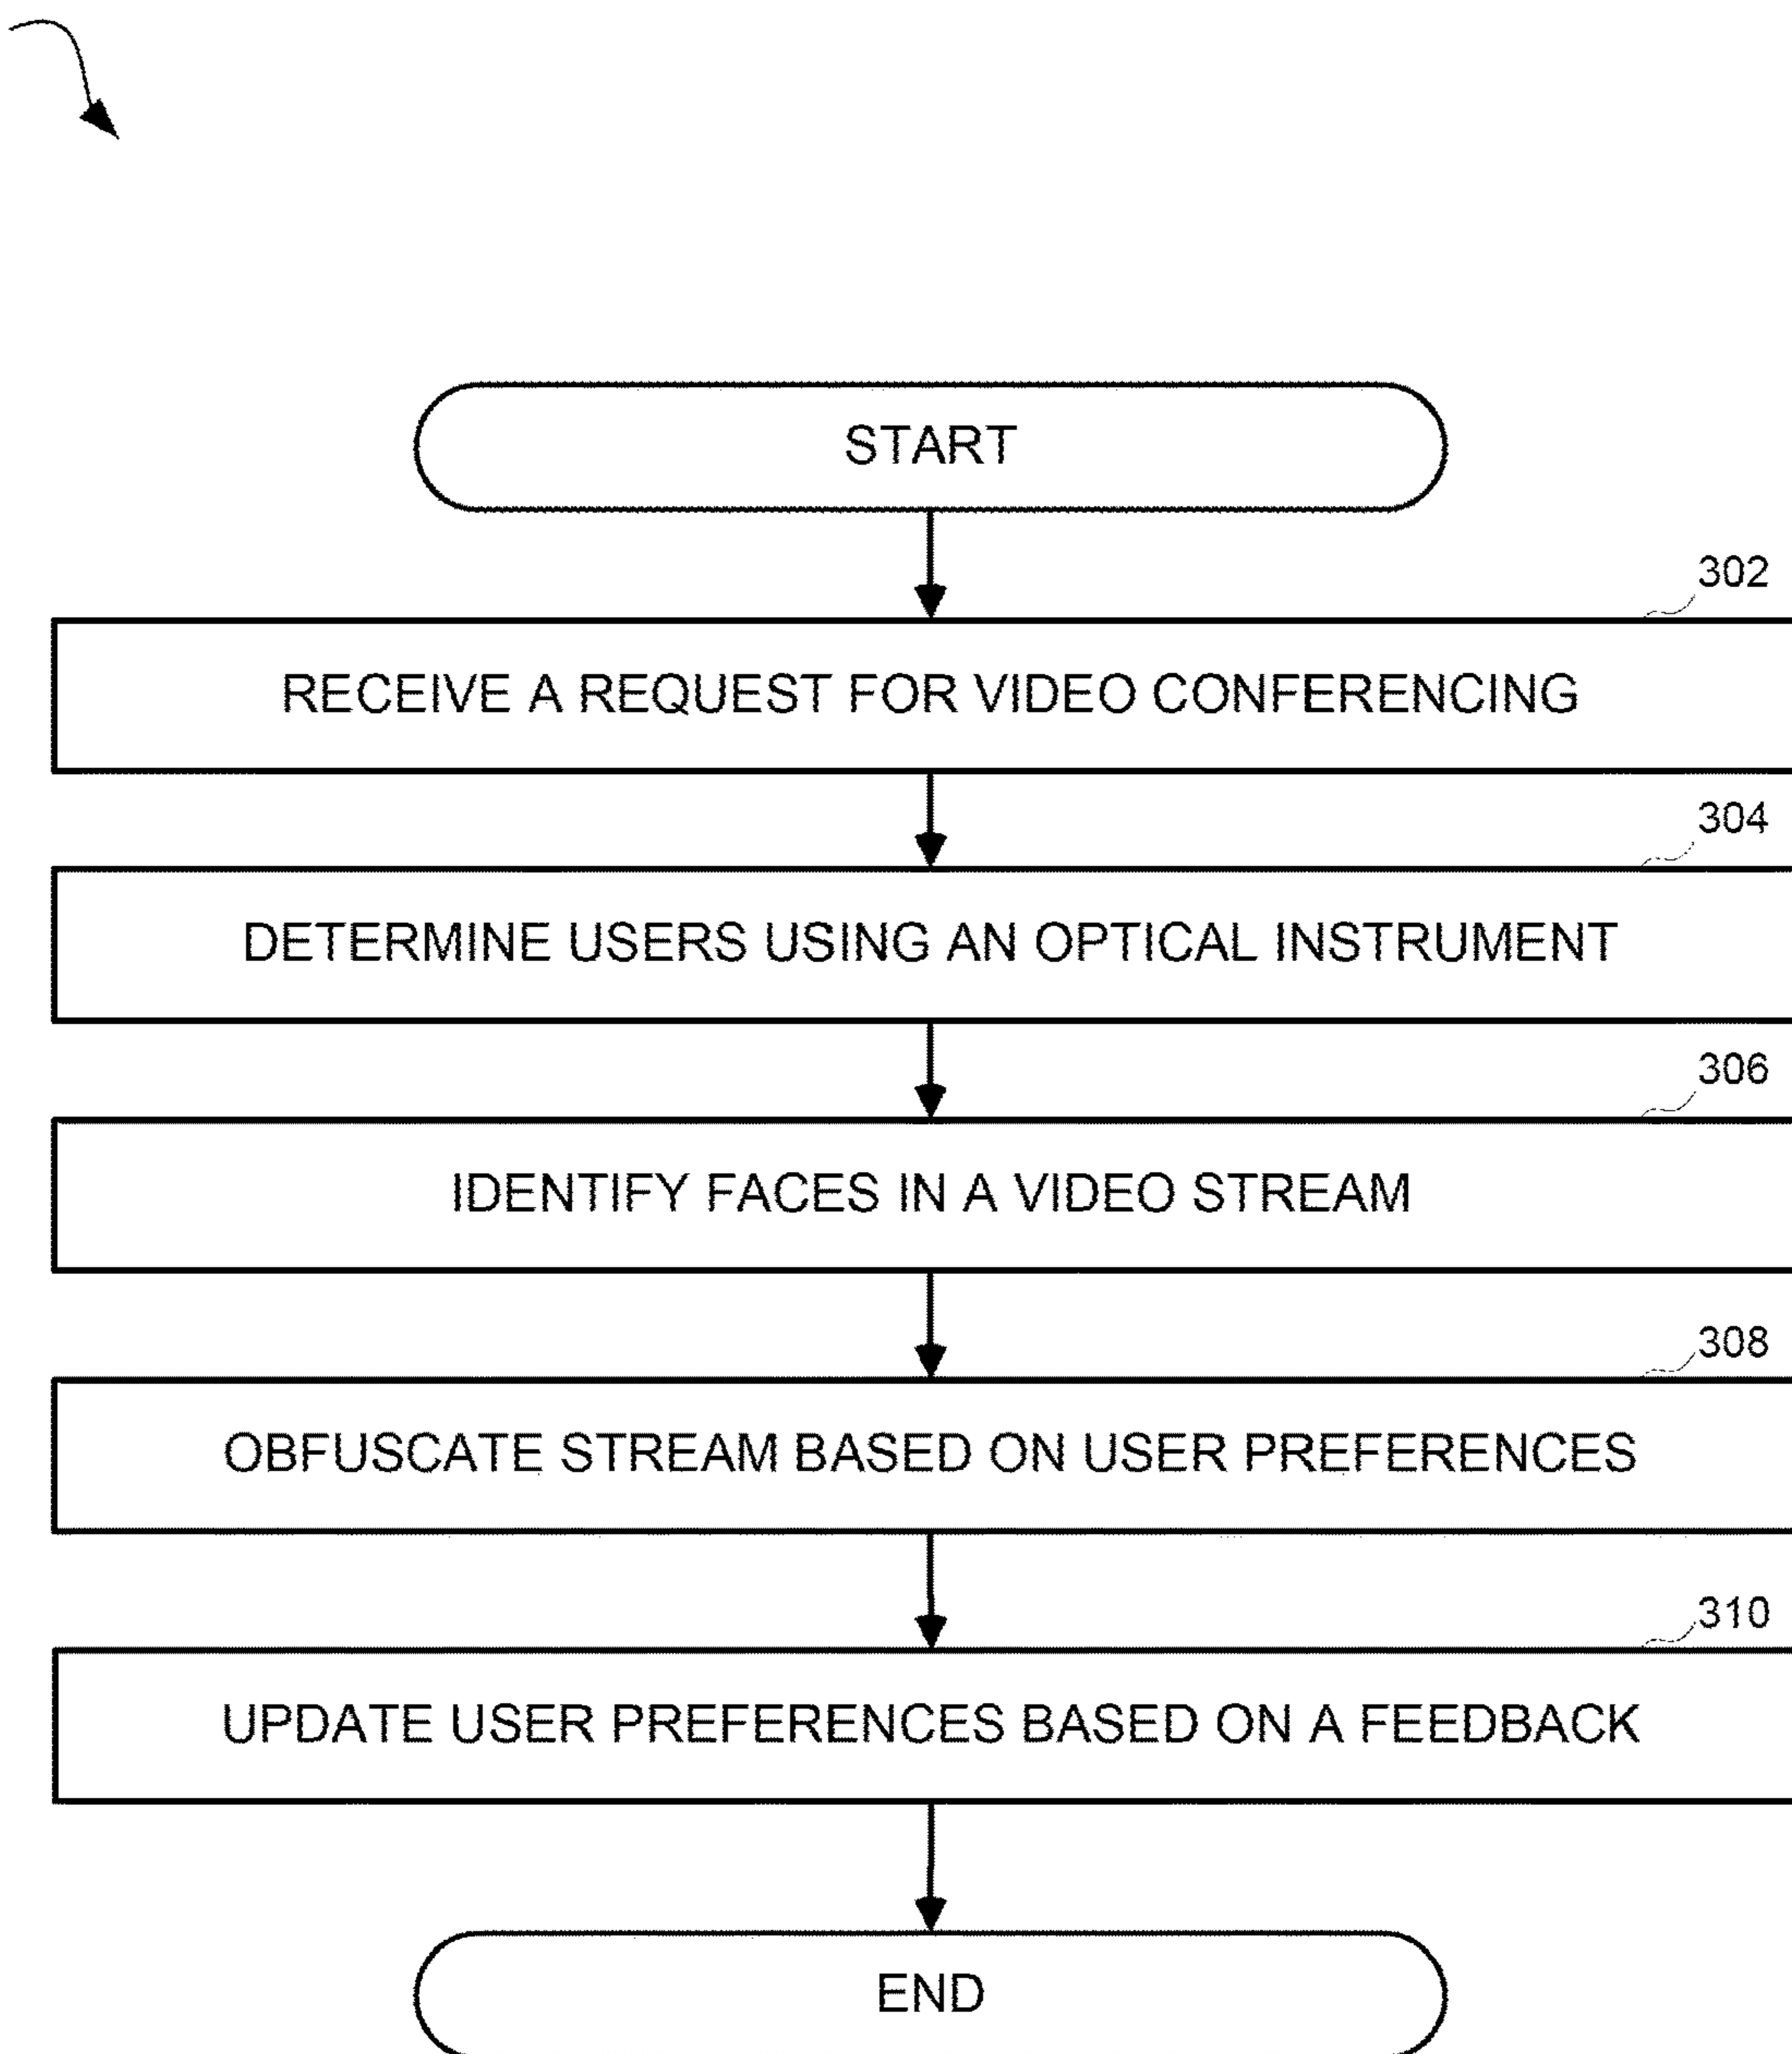 START
302
RECEIVE A REQUEST FOR VIDEO CONFERENCING
304
DETERMINE USERS USING AN OPTICAL INSTRUMENT
306
IDENTIFY FACES IN A VIDEO STREAM
308
OBFUSCATE STREAM BASED ON USER PREFERENCES
310
UPDATE USER PREFERENCES BASED ON A FEEDBACK
END